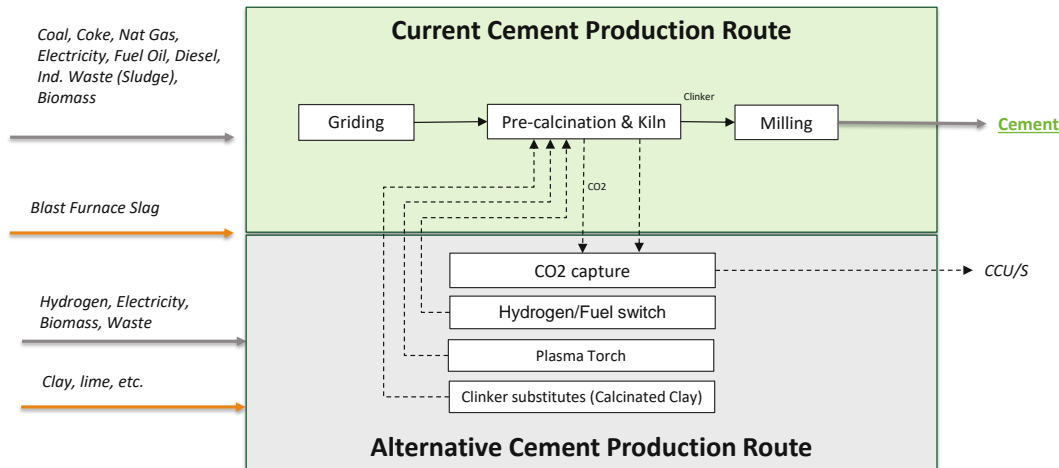 Current Cement Production Route
Coal, Coke, Nat Gas,
Electricity, Fuel Oil, Diesel,
Ind. Waste (Sludge),
Biomass
Clinker
Griding
Pre-calcination & Kiln
Milling
Cement
CO2
Blast Furnace Slag
CO2 capture
CCU/S
Hydrogen, Electricity,
Biomass, Waste
Hydrogen/Fuel switch
Plasma Torch
Clay, lime, etc.
Clinker substitutes (Calcinated Clay)
Alternative Cement Production Route